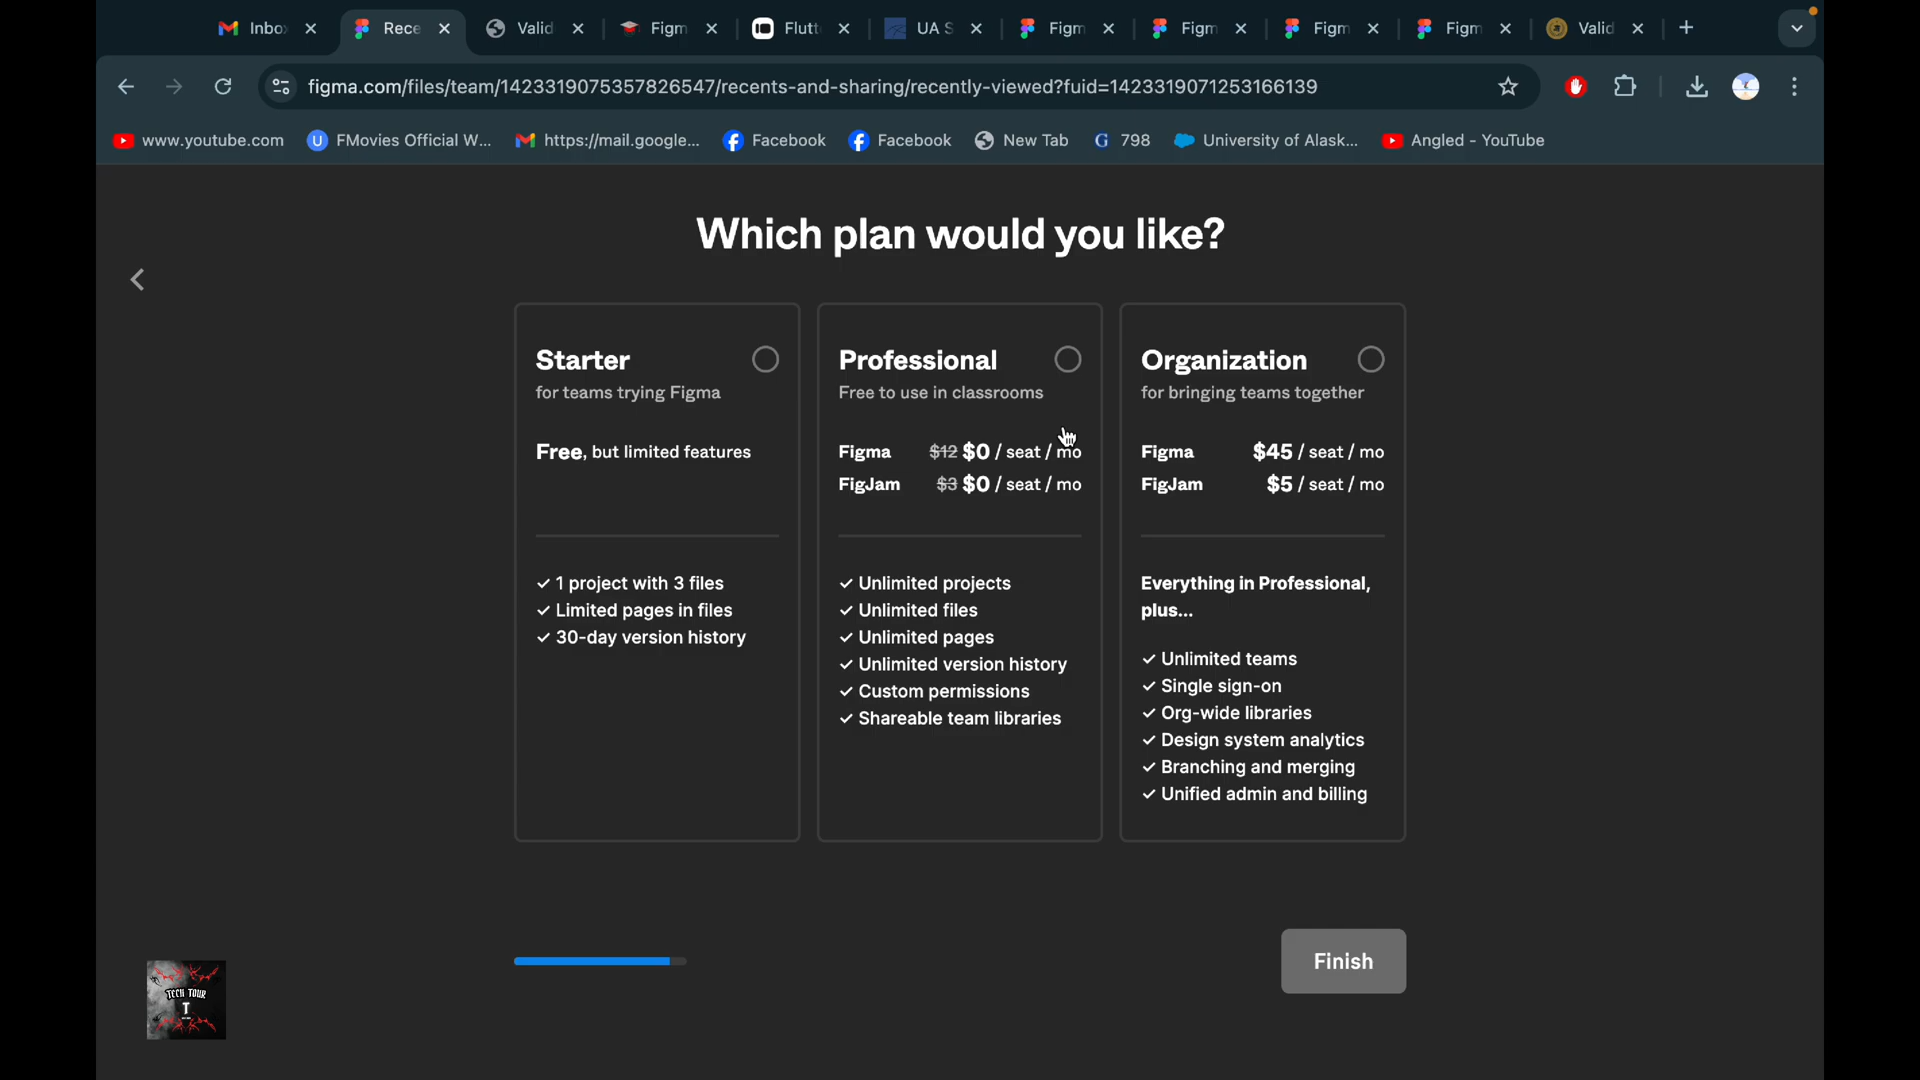 Inbo
Rece
Valid
Figm
Flutt
UA S
Figm
Figm
Figm
Figm
Valid
figma.com/files/team/1423319075357826547/recents-and-sharing/recently-viewed?fuid=1423319071253166139
www.youtube.com
U
FMovies Official W...
https://mail.google...
Facebook
Facebook
New Tab
G
798
University of Alask...
Angled - YouTube
Which plan would you like?
Starter
for teams trying Figma
Free, but limited features
1 project with 3 files
Limited pages in files
30-day version history
Professional
Free to use in classrooms
Figma $12 $0 / seat / mo
FigJam $3 $0 / seat / mo
Unlimited projects
Unlimited files
Unlimited pages
Unlimited version history
Custom permissions
Shareable team libraries
Organization
for bringing teams together
Figma $45 / seat / mo
FigJam $5 / seat / mo
Everything in Professional,
plus...
Unlimited teams
Single sign-on
Org-wide libraries
Design system analytics
Branching and merging
Unified admin and billing
Finish
TECH TOUR
T